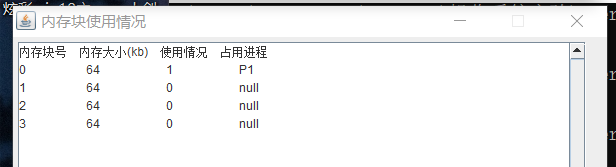 内存块使用情况
内存块号 内存大小(kb) 使用情况 占用进程
0 64 1 P1
1 64 0 null
2 64 0 null
3 64 0 null